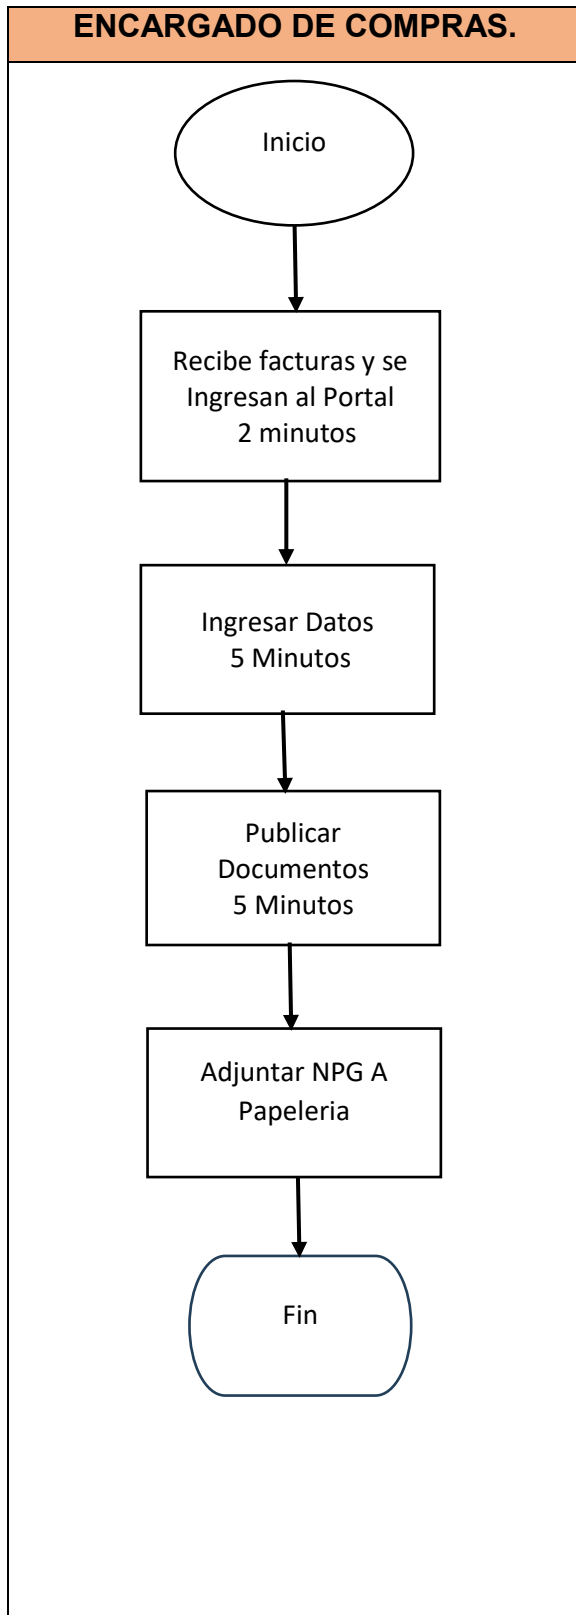 ENCARGADO DE COMPRAS.
Inicio
Recibe facturas y se
Ingresan al Portal
2 minutos
Ingresar Datos
5 Minutos
Publicar
Documentos
5 Minutos
Adjuntar NPG A
Papeleria
Fin